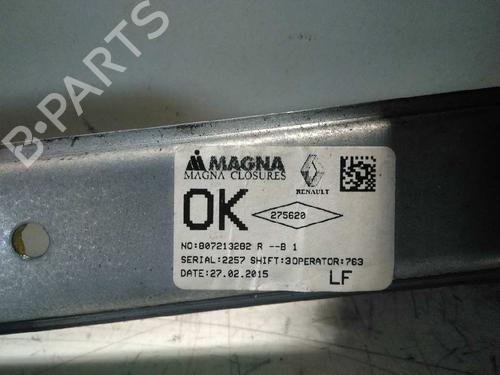 B-PARTS
MAGNA
MAGNA CLOSURES
RENAULT
OK
275620
NO:807213282 R --B 1
SERIAL:2257 SHIFT:3OPERATOR:763
DATE:27.02.2015
LF